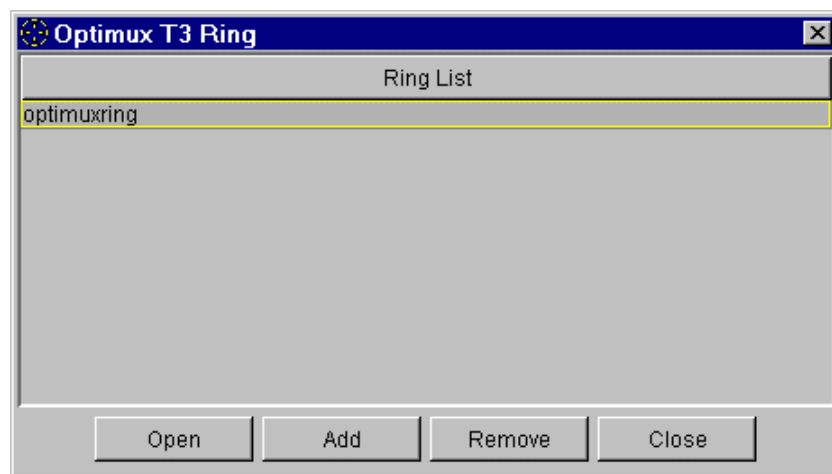 Optimux T3 Ring
Ring List
optimuxring
Open Add Remove Close